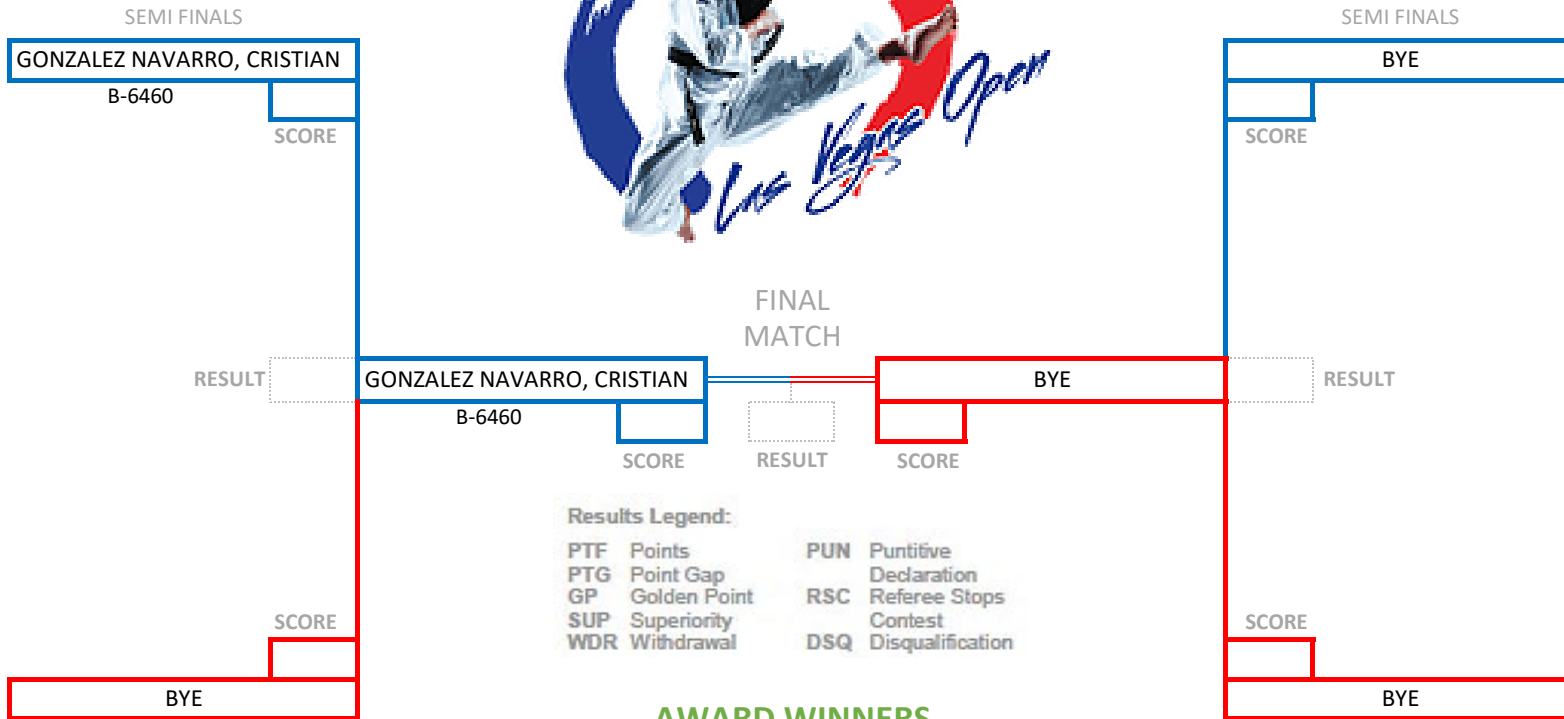 SEMI FINALS
SEMI FINALS
GONZALEZ NAVARRO, CRISTIAN
BYE
B-6460
SCORE
SCORE
Las Vegas Open
FINAL
MATCH
RESULT
GONZALEZ NAVARRO, CRISTIAN
BYE
RESULT
B-6460
SCORE
RESULT
SCORE
Results Legend:
PTF Points
PTG Point Gap
GP Golden Point
SUP Superiority
WDR Withdrawal
PUN Puntitive
Declaration
RSC Referee Stops
Contest
DSQ Disqualification
SCORE
SCORE
BYE
BYE
AWARD WINNERS